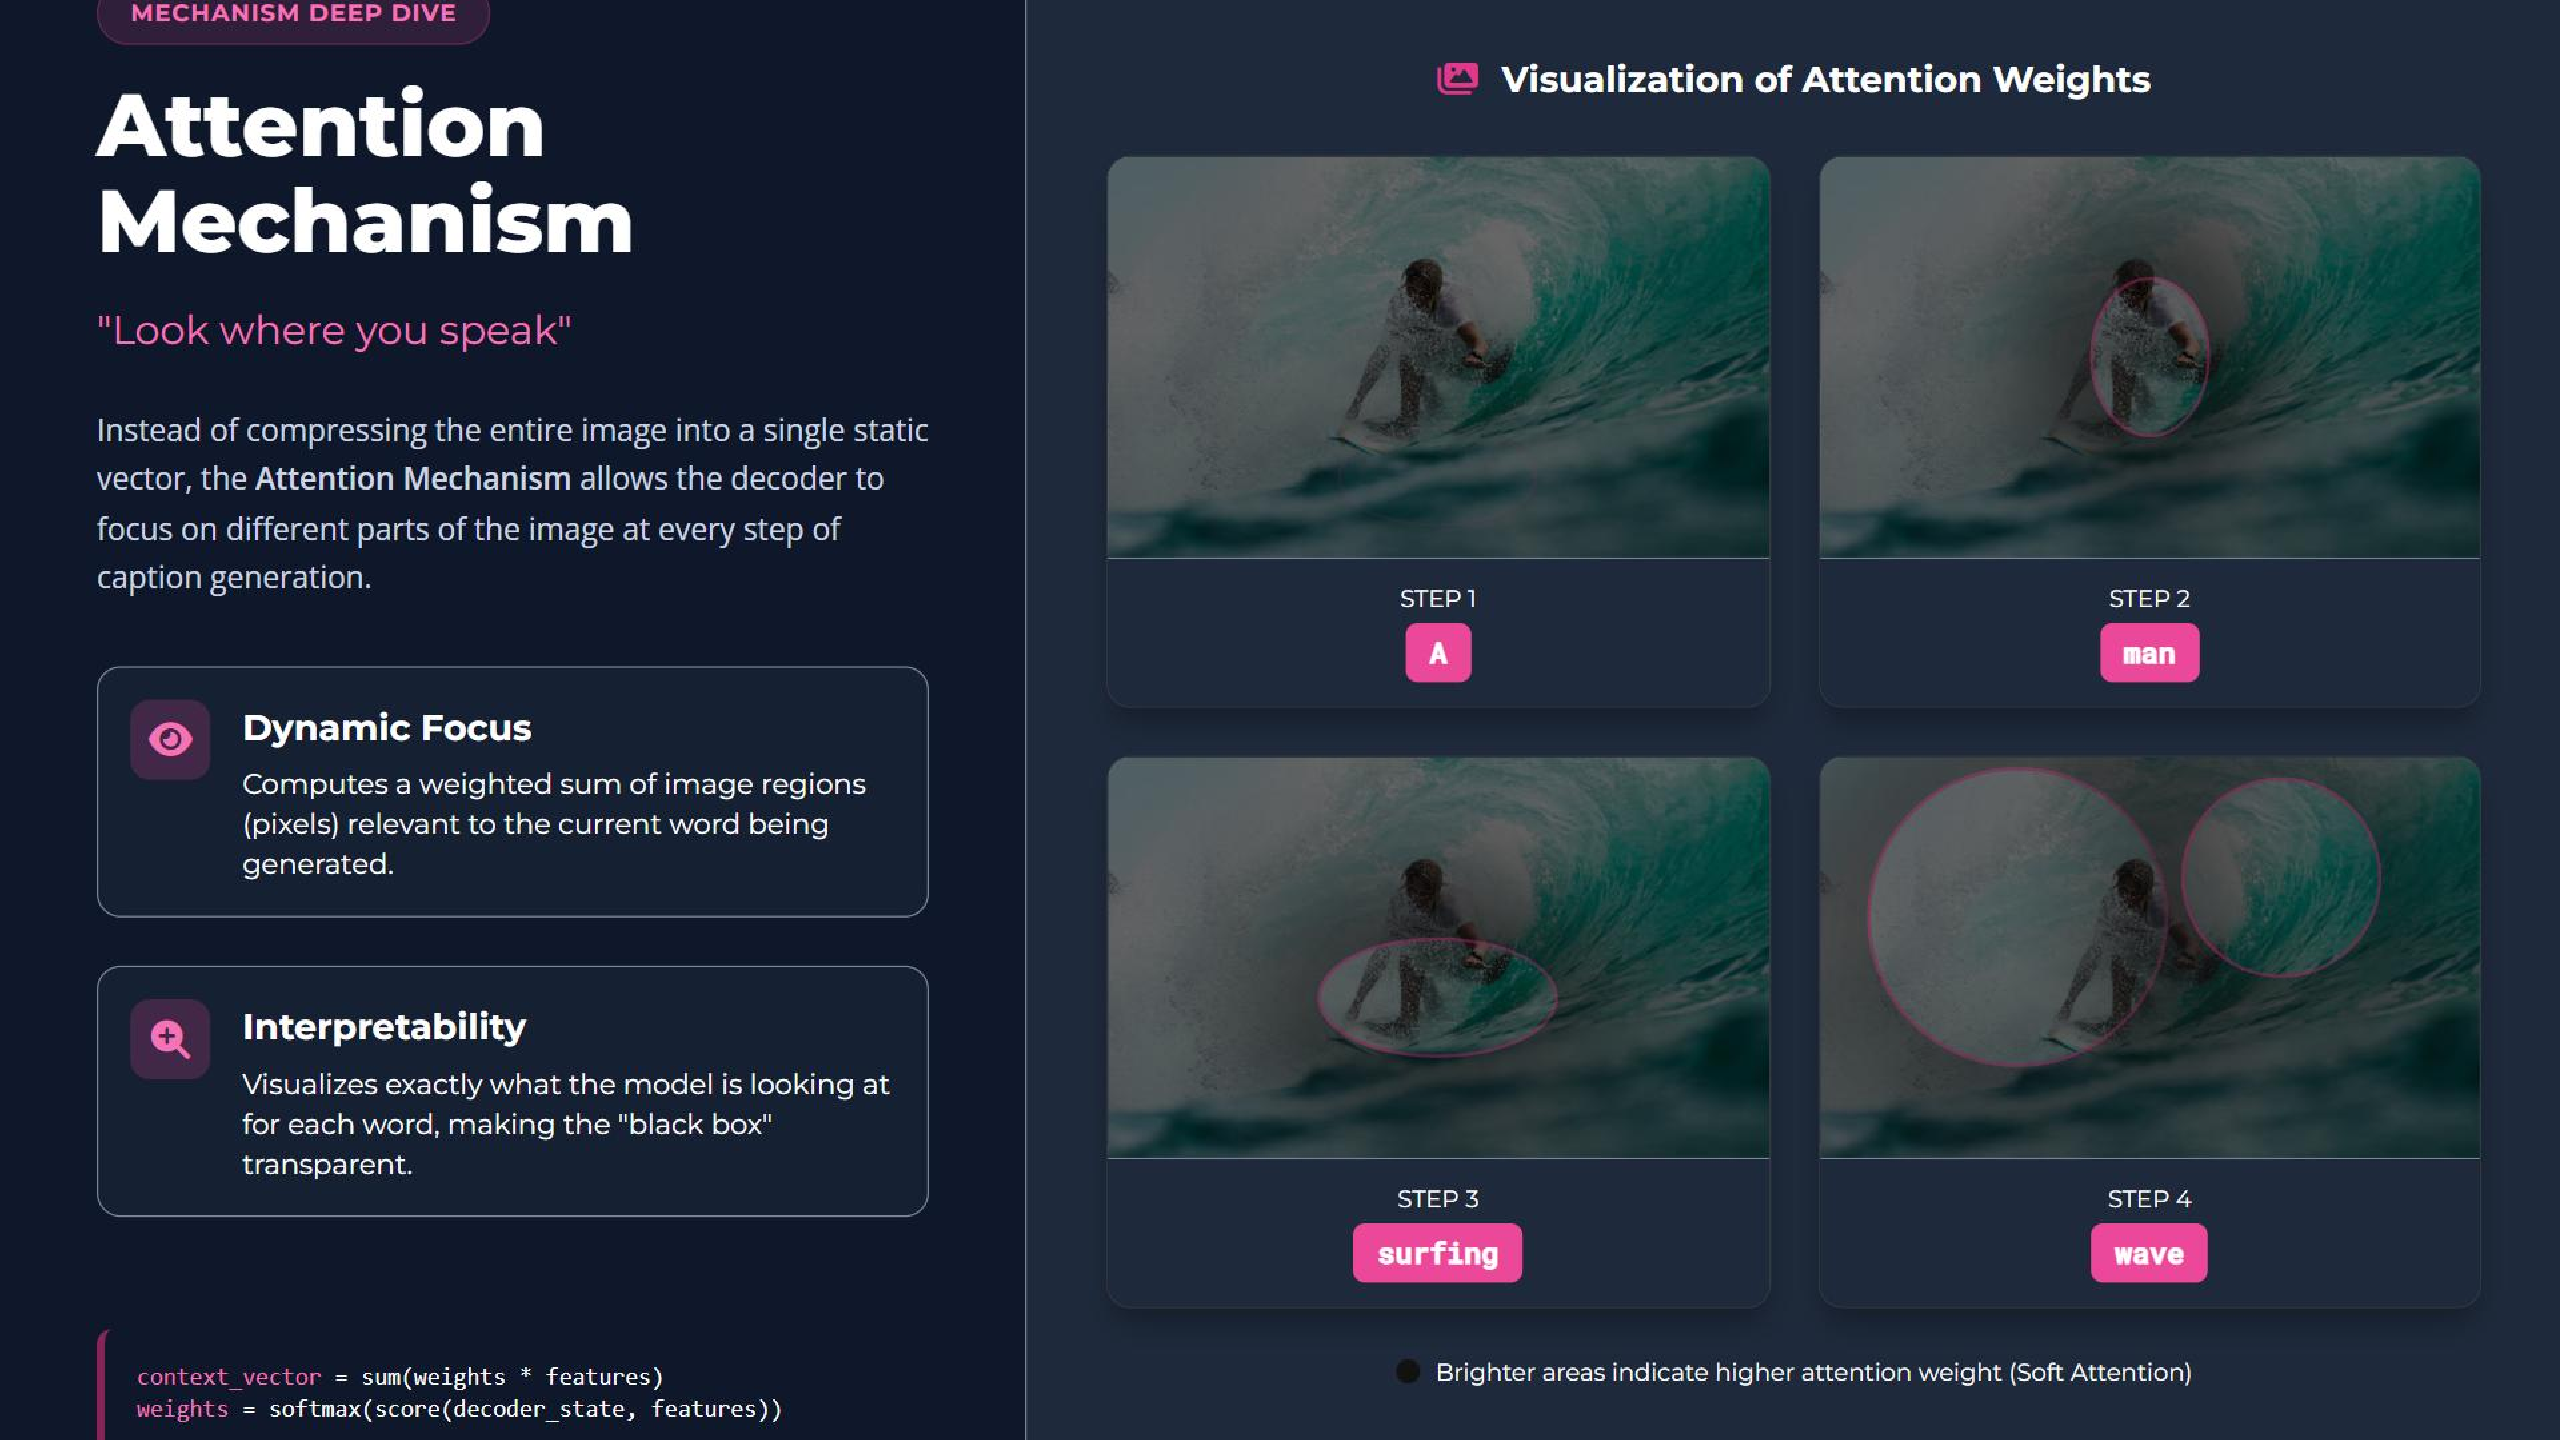 MECHANISM DEEP DIVE
Attention
Mechanism
"Look where you speak"
Instead of compressing the entire image into a single static
vector, the Attention Mechanism allows the decoder to
focus on different parts of the image at every step of
caption generation.
Dynamic Focus
Computes a weighted sum of image regions
(pixels) relevant to the current word being
generated.
Interpretability
Visualizes exactly what the model is looking at
for each word, making the "black box"
transparent.
context_vector = sum(weights * features)
weights = softmax(score(decoder_state, features))
Visualization of Attention Weights
STEP 1
A
STEP 2
man
STEP 3
surfing
STEP 4
wave
Brighter areas indicate higher attention weight (Soft Attention)